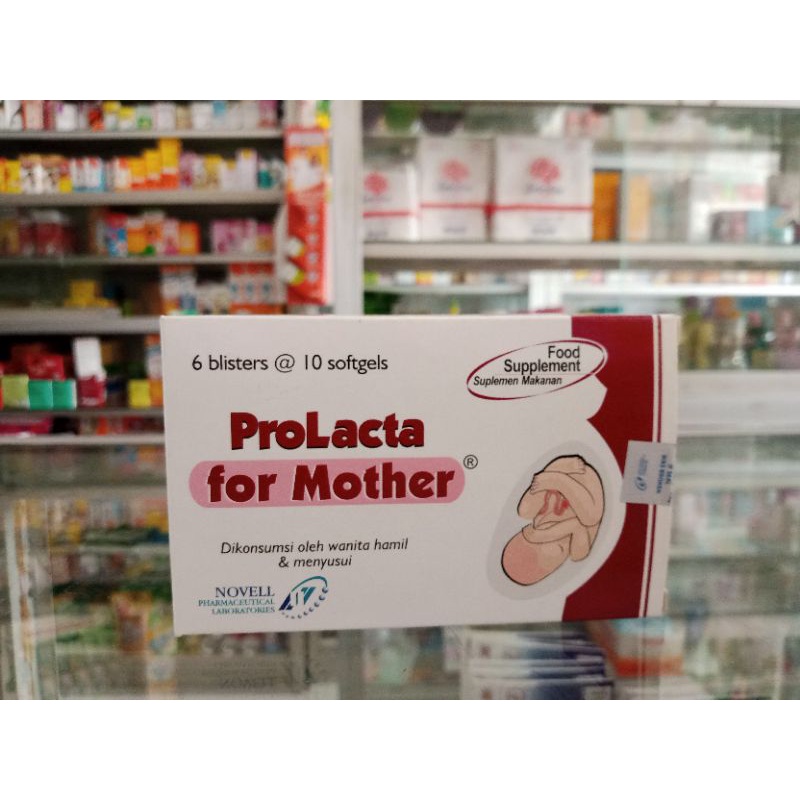 6 blisters @ 10 softgels
Food
Supplement
Suplemen Makanan
ProLacta
for Mother®
Dikonsumsi oleh wanita hamil
& menyusui
NOVELL
PHARMACEUTICAL
LABORATORIES